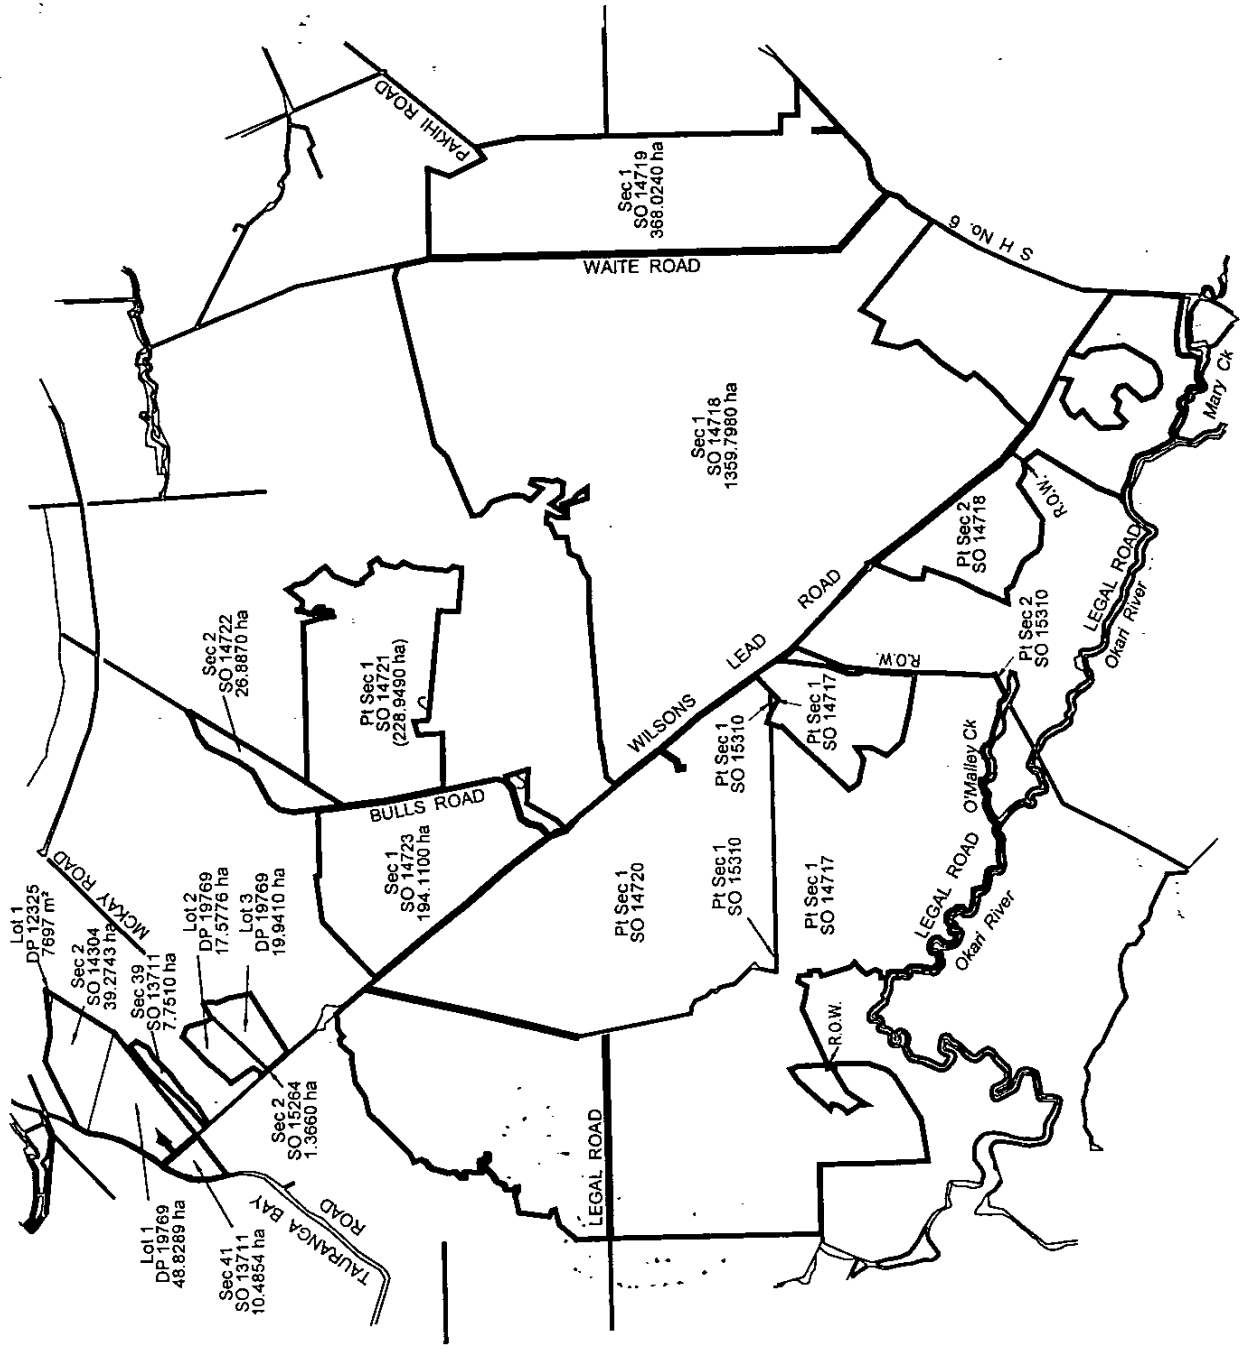 Lot 1
DP 12325
7697 m²
Sec 2
SO 14304
39.2743 ha
MCKAY ROAD
Sec 39
SO 13711
7.7510 ha
Lot 2
DP 19769
17.5776 ha
Lot 3
DP 19769
19.9410 ha
Lot 1
DP 19769
48.8289 ha
Sec 41
SO 13711
10.4854 ha
Sec 2
SO 15264
1.3660 ha
TAURANGA BAY
ROAD
Sec 2
SO 14722
26.8870 ha
Pt Sec 1
SO 14721
(228.9490 ha)
BULLS ROAD
Sec 1
SO 14723
194.1100 ha
PAKIHI ROAD
Sec 1
SO 14719
368.0240 ha
WAITE ROAD
Sec 1
SO 14718
1359.7980 ha
S H No. 6
WILSONS LEAD ROAD
Pt Sec 1
SO 14720
Pt Sec 1
SO 15310
Pt Sec 1
SO 15310
Pt Sec 1
SO 14717
Pt Sec 1
SO 14717
R.O.W.
Pt Sec 2
SO 14718
R.O.W.
Pt Sec 2
SO 15310
LEGAL ROAD
Okari River
Mary Ck
O'Malley Ck
LEGAL ROAD
Okari River
R.O.W.
LEGAL ROAD